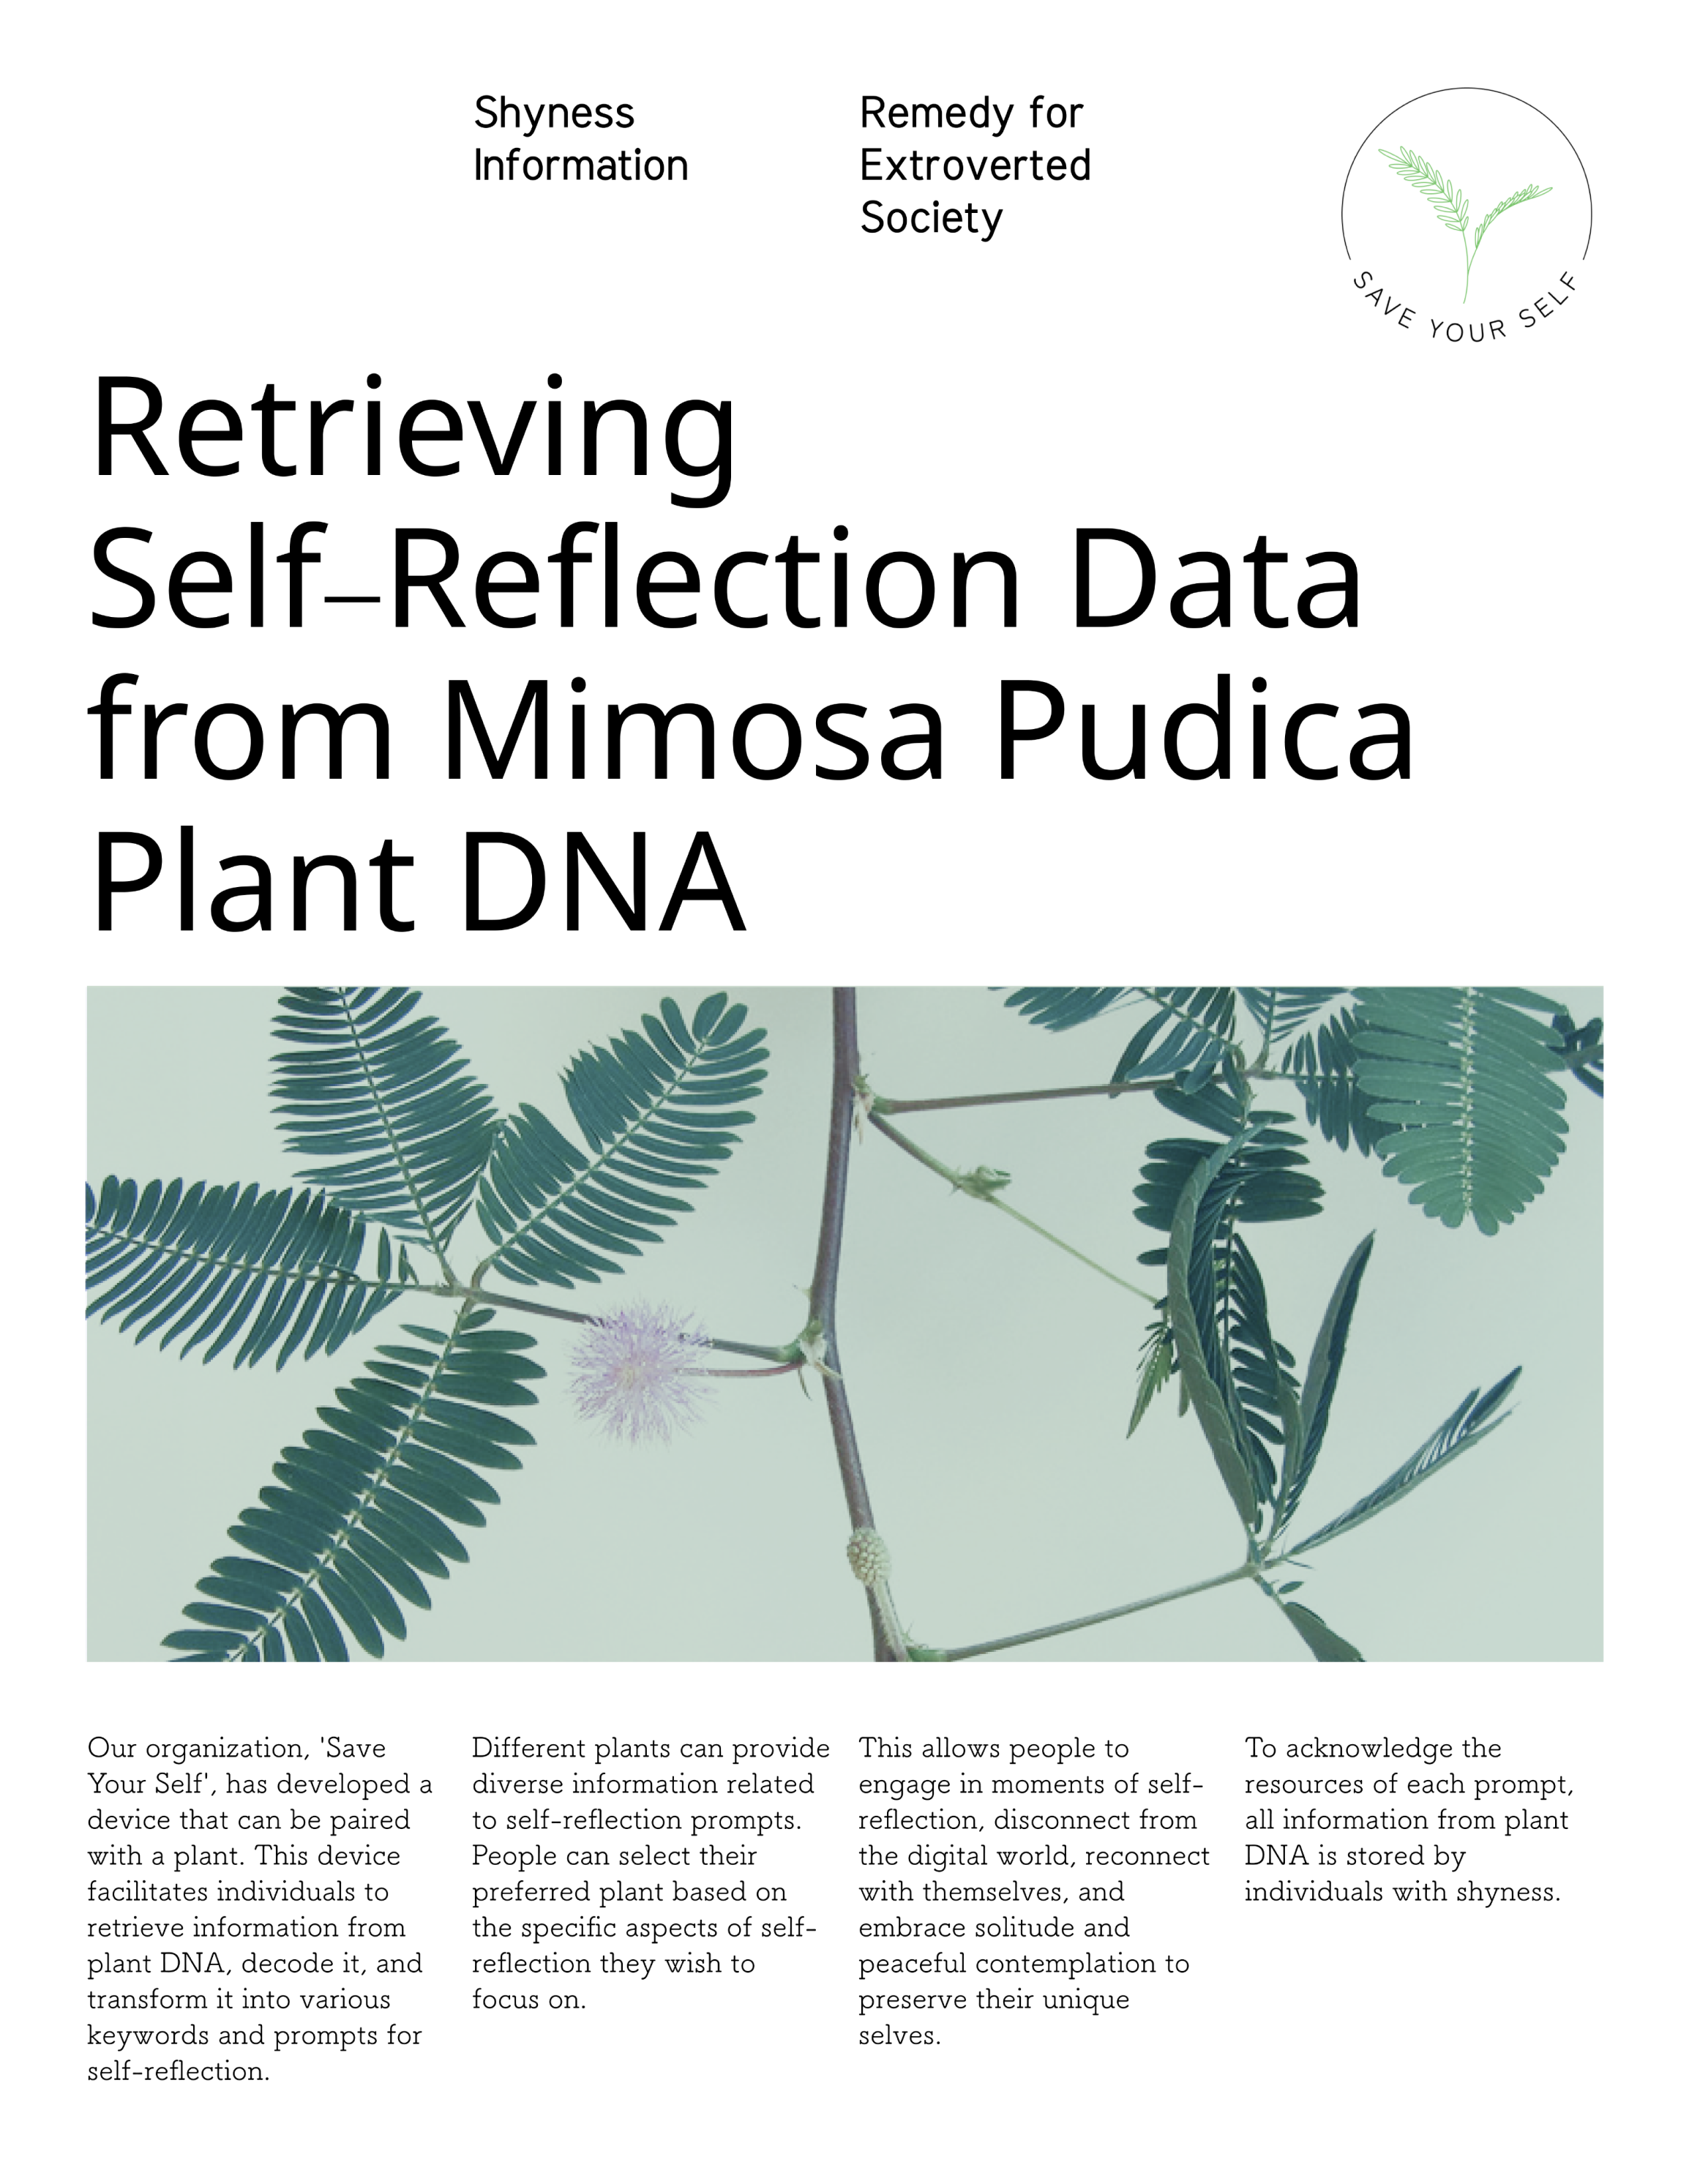 Shyness
Information
Remedy for
Extroverted
Society
SAVE YOUR SELF
Retrieving
Self–Reflection Data
from Mimosa Pudica
Plant DNA
Our organization, 'Save
Your Self', has developed a
device that can be paired
with a plant. This device
facilitates individuals to
retrieve information from
plant DNA, decode it, and
transform it into various
keywords and prompts for
self-reflection.
Different plants can provide
diverse information related
to self-reflection prompts.
People can select their
preferred plant based on
the specific aspects of self-
reflection they wish to
focus on.
This allows people to
engage in moments of self-
reflection, disconnect from
the digital world, reconnect
with themselves, and
embrace solitude and
peaceful contemplation to
preserve their unique
selves.
To acknowledge the
resources of each prompt,
all information from plant
DNA is stored by
individuals with shyness.